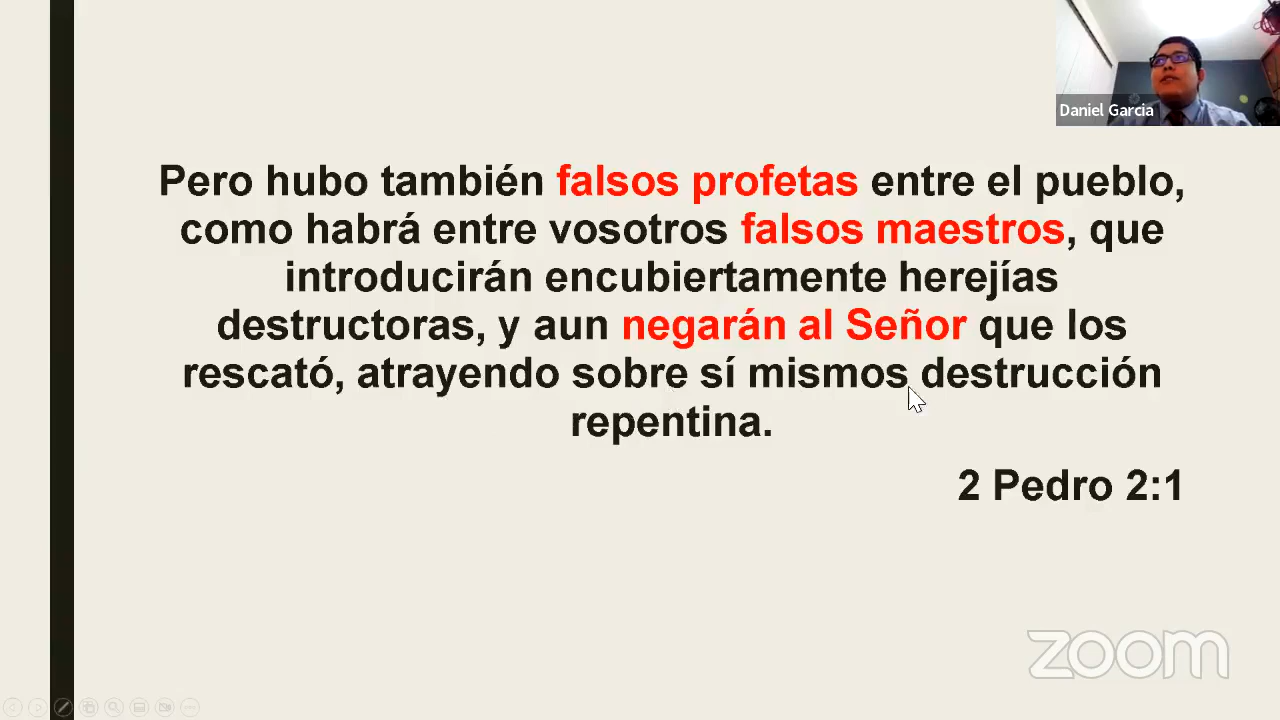 Daniel Garcia
Pero hubo también falsos profetas entre el pueblo,
como habrá entre vosotros falsos maestros, que
introducirán encubiertamente herejías
destructoras, y aun negarán al Señor que los
rescató, atrayendo sobre sí mismos destrucción
repentina.
2 Pedro 2:1
zoom